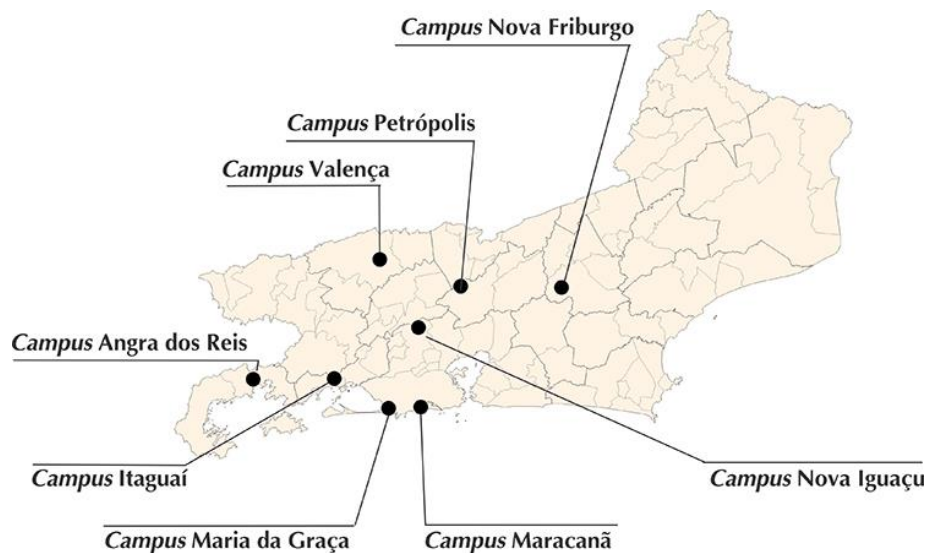 Campus Nova Friburgo
Campus Petrópolis
Campus Valença
Campus Angra dos Reis
Campus Itaguaí
Campus Nova Iguaçu
Campus Maria da Graça
Campus Maracanã